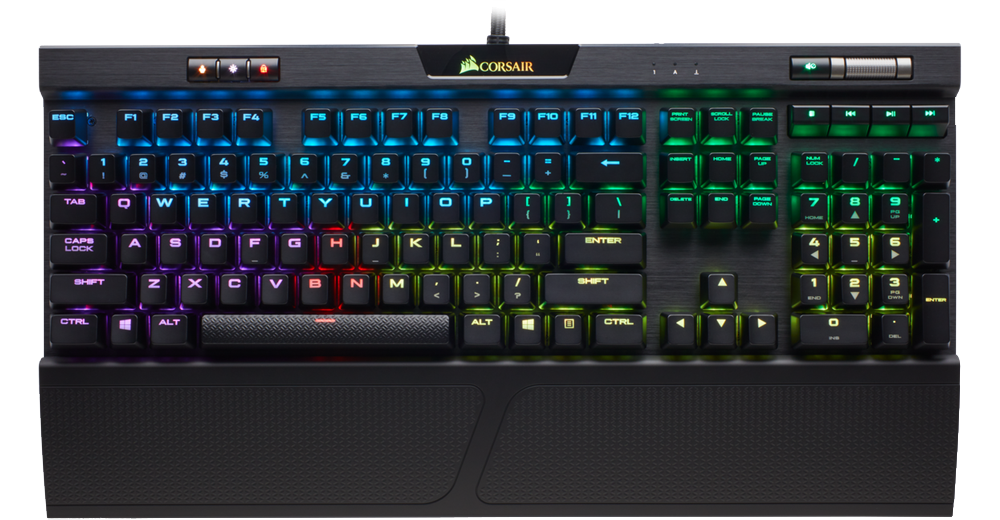 CORSAIR
1 A
ESC F1 F2 F3 F4 F5 F6 F7 F8 F9 F10 F11 F12 PRINT SCREEN SCROLL LOCK PAUSE BREAK
` ~ 1 ! 2 @ 3 # 4 $ 5 % 6 ^ 7 & 8 * 9 ( 0 ) - _ = + ← INSERT HOME PAGE UP NUM LOCK / - *
TAB Q W E R T Y U I O P [ { ] } \ | DELETE END PAGE DOWN 7 HOME 8 ▲ 9 PG UP +
CAPS LOCK A S D F G H J K L ; : ' " ENTER 4 ◀ 5 6 ▶
SHIFT Z X C V B N M , < . > / ? SHIFT ▲ 1 END 2 ▼ 3 PG DWN ENTER
CTRL ALT ALT CTRL ◀ ▼ ▶ 0 INS . DEL